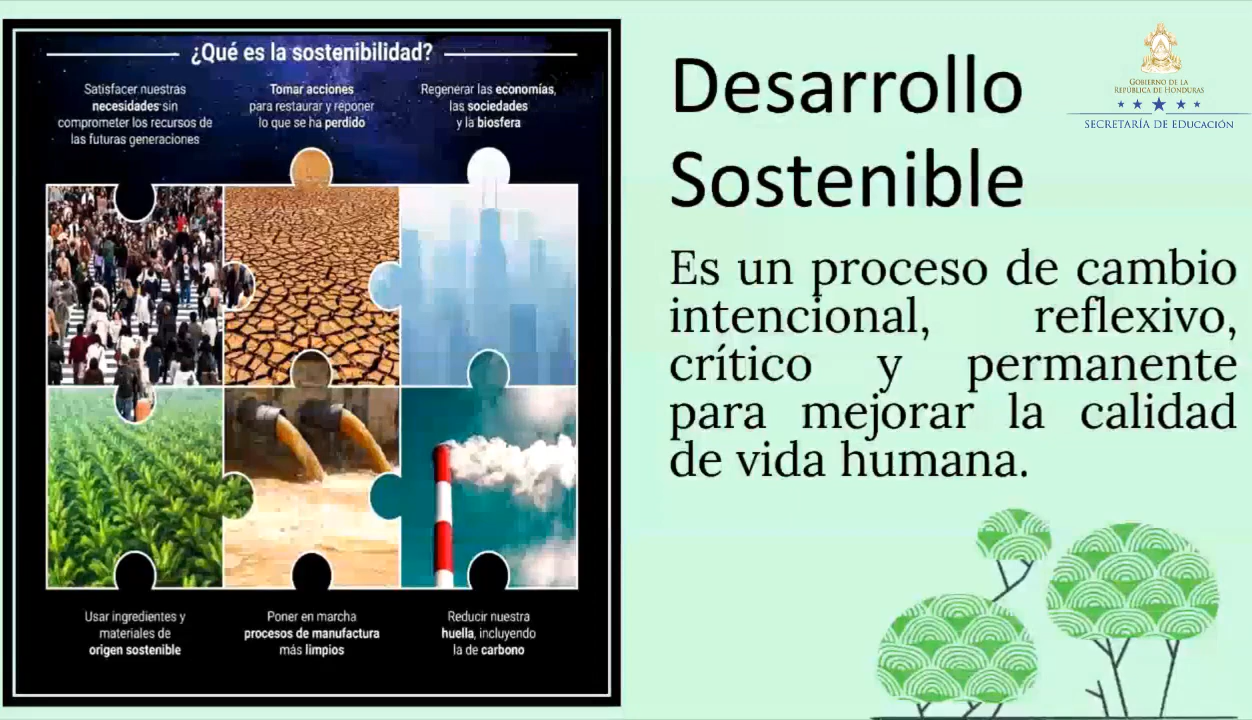 ¿Qué es la sostenibilidad?
Satisfacer nuestras
necesidades sin
comprometer los recursos de
las futuras generaciones
Tomar acciones
para restaurar y reponer
lo que se ha perdido
Regenerar las economías,
las sociedades
y la biosfera
Usar ingredientes y
materiales de
origen sostenible
Poner en marcha
procesos de manufactura
más limpios
Reducir nuestra
huella, incluyendo
la de carbono
Desarrollo
Sostenible
Es un proceso de cambio
intencional, reflexivo,
crítico y permanente
para mejorar la calidad
de vida humana.
GOBIERNO DE LA
REPÚBLICA DE HONDURAS
SECRETARÍA DE EDUCACIÓN